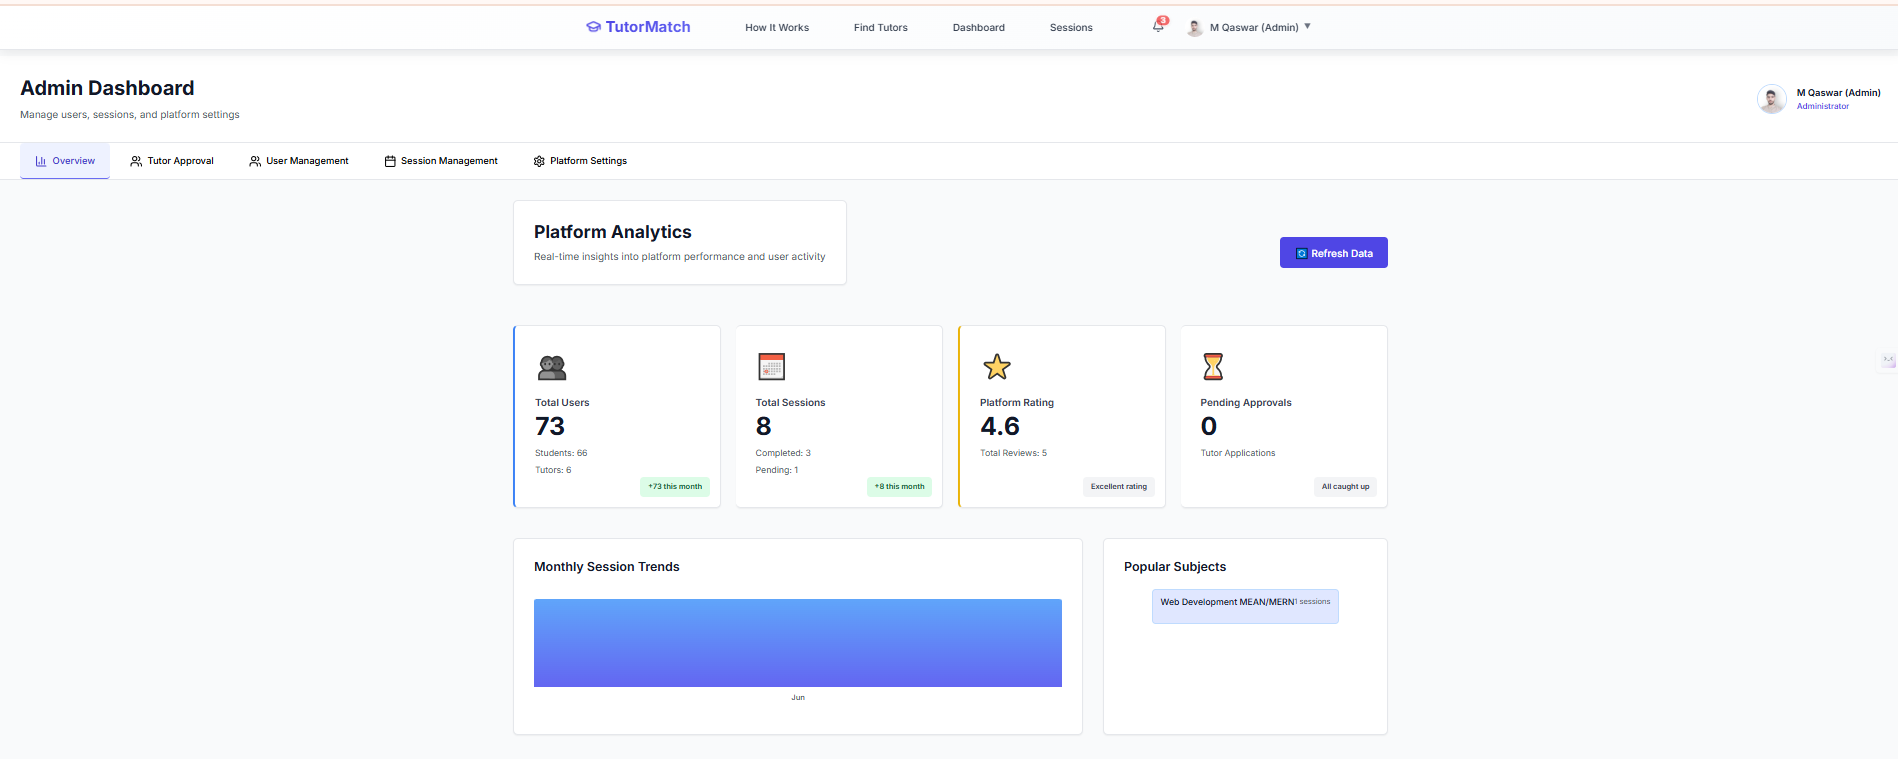 TutorMatch
How It Works
Find Tutors
Dashboard
Sessions
3
M Qaswar (Admin)
Admin Dashboard
Manage users, sessions, and platform settings
M Qaswar (Admin)
Administrator
Overview
Tutor Approval
User Management
Session Management
Platform Settings
Platform Analytics
Real-time insights into platform performance and user activity
Refresh Data
Total Users
73
Students: 66
Tutors: 6
+73 this month
Total Sessions
8
Completed: 3
Pending: 1
+8 this month
Platform Rating
4.6
Total Reviews: 5
Excellent rating
Pending Approvals
0
Tutor Applications
All caught up
Monthly Session Trends
Jun
Popular Subjects
Web Development MEAN/MERN1 sessions